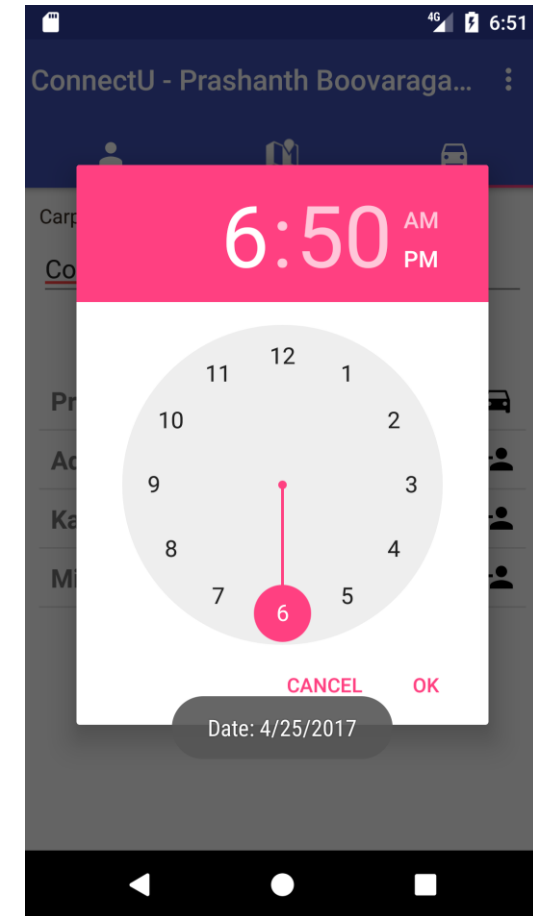 4G 6:51
ConnectU - Prashanth Boovaraga...
6:50 AM
PM
Carp
Co
12
11 1
10 2
Pr
Ac
9 3
Ka
8 4
Mi
7 5
6
CANCEL OK
Date: 4/25/2017